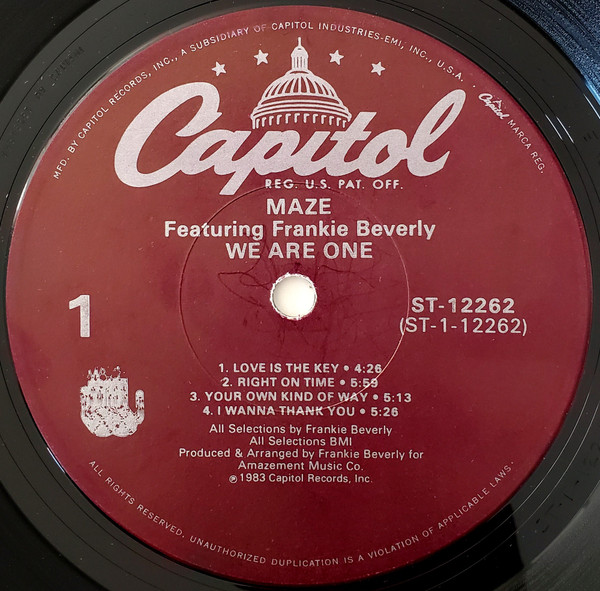 MFD. BY CAPITOL RECORDS, INC., A SUBSIDIARY OF CAPITOL INDUSTRIES-EMI, INC., U.S.A. • Capitol MARCA REG.
Capitol
REG. U.S. PAT. OFF.
MAZE
Featuring Frankie Beverly
WE ARE ONE
1
ST-12262
(ST-1-12262)
1. LOVE IS THE KEY • 4:26
2. RIGHT ON TIME • 5:59
3. YOUR OWN KIND OF WAY • 5:13
4. I WANNA THANK YOU • 5:26
All Selections by Frankie Beverly
All Selections BMI
Produced & Arranged by Frankie Beverly for
Amazement Music Co.
℗ 1983 Capitol Records, Inc.
ALL RIGHTS RESERVED. UNAUTHORIZED DUPLICATION IS A VIOLATION OF APPLICABLE LAWS.